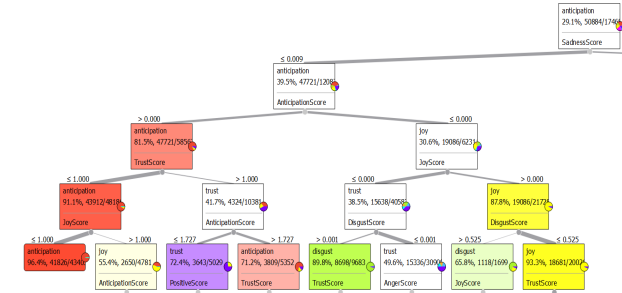 anticipation
29.1%, 50884/1746
SadnessScore
≤ 0.009
anticipation
39.5%, 47721/1208
AnticipationScore
> 0.000
≤ 0.000
anticipation
81.5%, 47721/5856
TrustScore
joy
30.6%, 19086/6231
JoyScore
≤ 1.000
> 1.000
≤ 0.000
> 0.000
anticipation
91.1%, 43912/4818
JoyScore
trust
41.7%, 4324/10381
AnticipationScore
trust
38.5%, 15638/4058
DisgustScore
joy
87.8%, 19086/2173
DisgustScore
≤ 1.000
> 1.000
≤ 1.727
> 1.727
> 0.001
≤ 0.001
> 0.525
≤ 0.525
anticipation
96.4%, 41826/4340
joy
55.4%, 2650/4781
AnticipationScore
trust
72.4%, 3643/5029
PositiveScore
anticipation
71.2%, 3809/5352
TrustScore
disgust
89.8%, 8698/9683
TrustScore
trust
49.6%, 15336/3090
AngerScore
disgust
65.8%, 1118/1699
JoyScore
joy
93.3%, 18681/2002
TrustScore